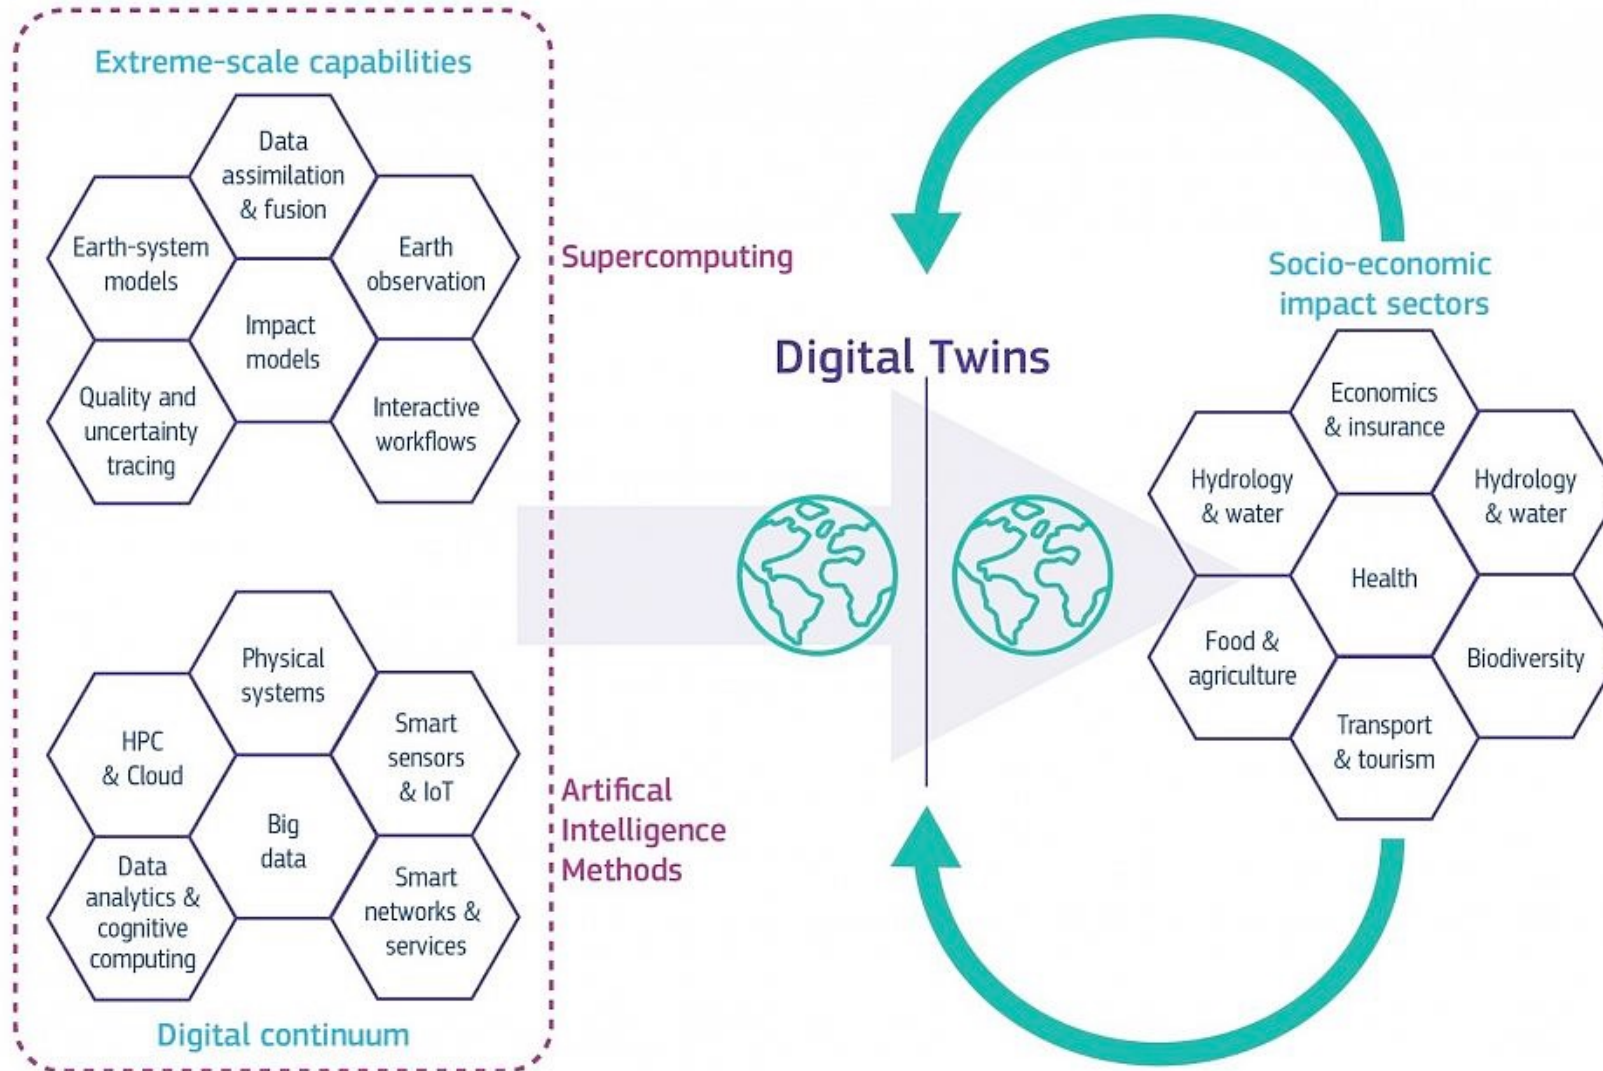 Extreme-scale capabilities
Data
assimilation
& fusion
Earth-system
models
Earth
observation
Impact
models
Quality and
uncertainty
tracing
Interactive
workflows
Physical
systems
HPC
& Cloud
Smart
sensors
& IoT
Big
data
Data
analytics &
cognitive
computing
Smart
networks &
services
Digital continuum
Supercomputing
Artifical
Intelligence
Methods
Digital Twins
Socio-economic
impact sectors
Economics
& insurance
Hydrology
& water
Hydrology
& water
Health
Food &
agriculture
Biodiversity
Transport
& tourism